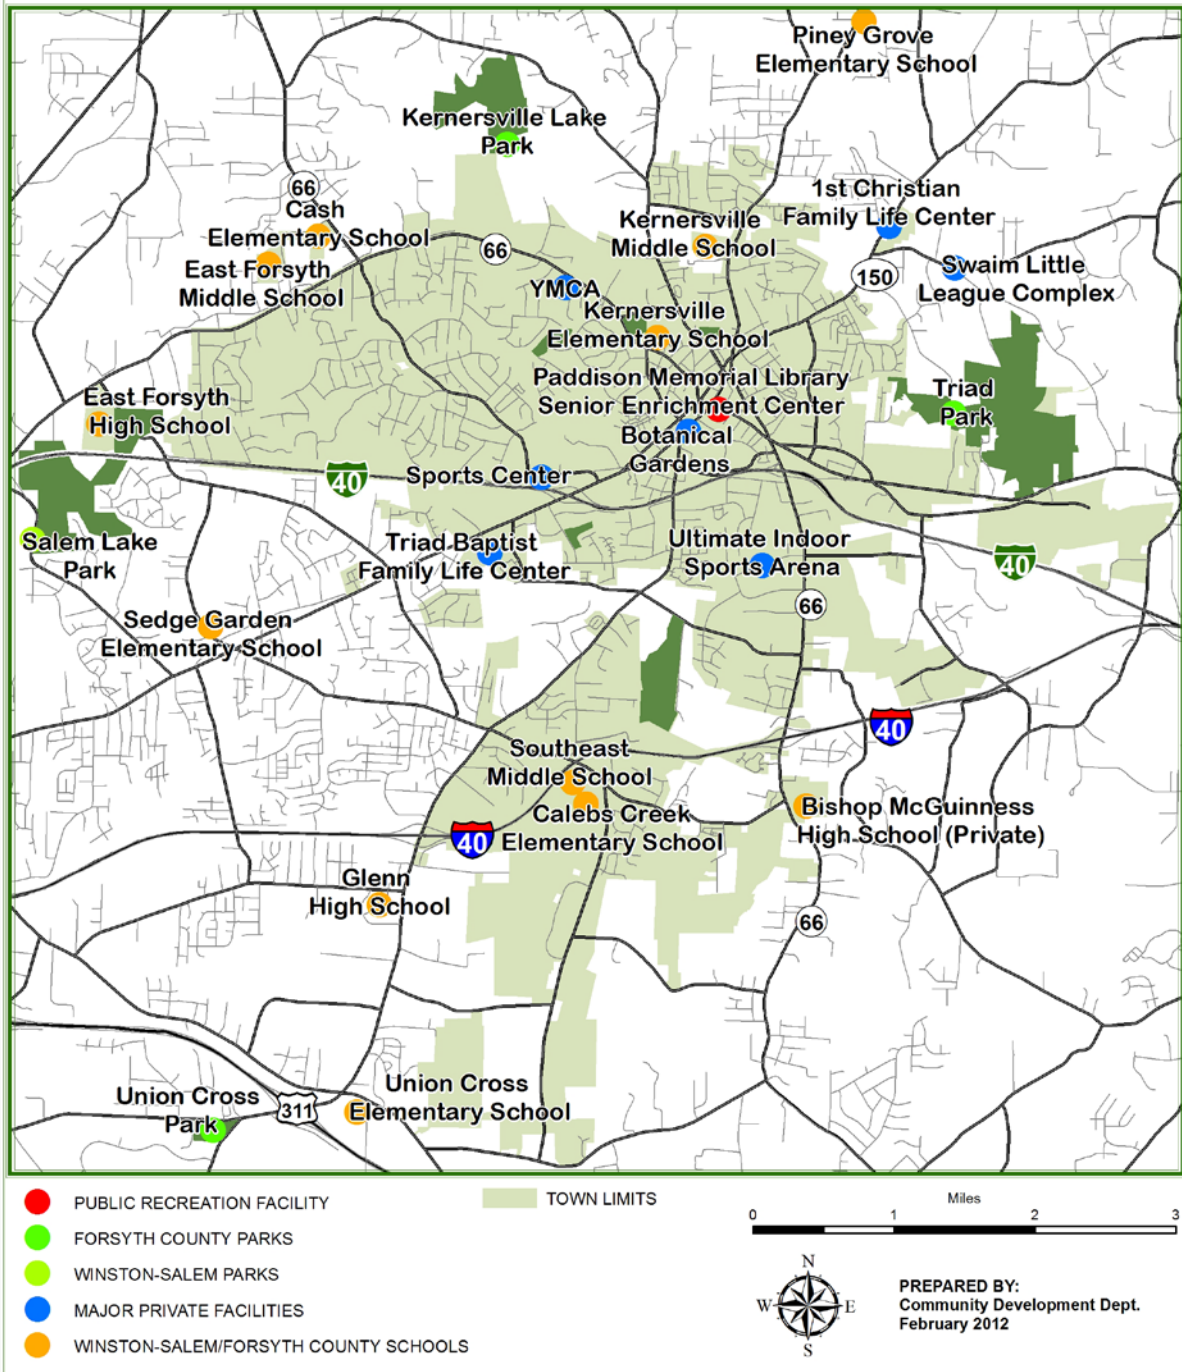 Piney Grove
Elementary School
Kernersville Lake
Park
66
Cash
Elementary School
1st Christian
Family Life Center
Kernersville
Middle School
66
East Forsyth
Middle School
150
Swaim Little
League Complex
YMCA
Kernersville
Elementary School
Paddison Memorial Library
Senior Enrichment Center
Triad
Park
East Forsyth
High School
Botanical
Gardens
Sports Center
40
Salem Lake
Park
Triad Baptist
Family Life Center
Ultimate Indoor
Sports Arena
40
66
Sedge Garden
Elementary School
40
Southeast
Middle School
Calebs Creek
Elementary School
Bishop McGuinness
High School (Private)
40
Glenn
High School
66
Union Cross
Park
311
Union Cross
Elementary School
PUBLIC RECREATION FACILITY
FORSYTH COUNTY PARKS
WINSTON-SALEM PARKS
MAJOR PRIVATE FACILITIES
WINSTON-SALEM/FORSYTH COUNTY SCHOOLS
TOWN LIMITS
Miles
0 1 2 3
N
W E
S
PREPARED BY:
Community Development Dept.
February 2012